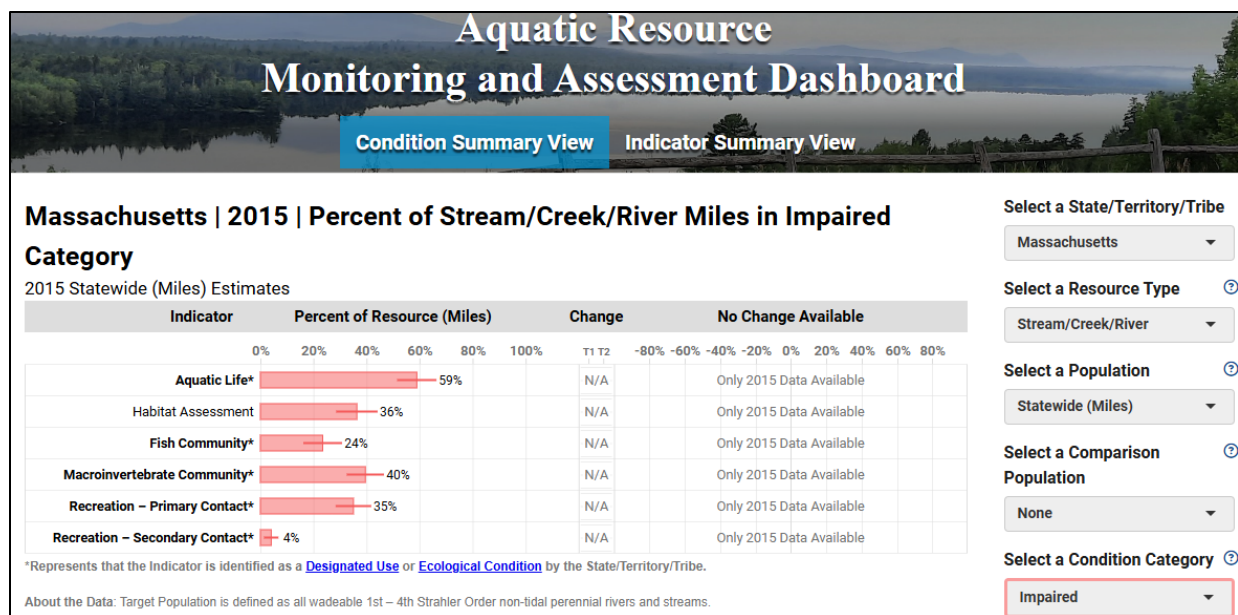 Aquatic Resource
Monitoring and Assessment Dashboard
Condition Summary View Indicator Summary View
Massachusetts | 2015 | Percent of Stream/Creek/River Miles in Impaired
Category
2015 Statewide (Miles) Estimates
Indicator Percent of Resource (Miles) Change No Change Available
0% 20% 40% 60% 80% 100% T1 T2 -80% -60% -40% -20% 0% 20% 40% 60% 80%
Aquatic Life* 59% N/A Only 2015 Data Available
Habitat Assessment 36% N/A Only 2015 Data Available
Fish Community* 24% N/A Only 2015 Data Available
Macroinvertebrate Community* 40% N/A Only 2015 Data Available
Recreation – Primary Contact* 35% N/A Only 2015 Data Available
Recreation – Secondary Contact* 4% N/A Only 2015 Data Available
*Represents that the Indicator is identified as a Designated Use or Ecological Condition by the State/Territory/Tribe.
About the Data: Target Population is defined as all wadeable 1st – 4th Strahler Order non-tidal perennial rivers and streams.
Select a State/Territory/Tribe
Massachusetts
Select a Resource Type ?
Stream/Creek/River
Select a Population ?
Statewide (Miles)
Select a Comparison ?
Population
None
Select a Condition Category ?
Impaired